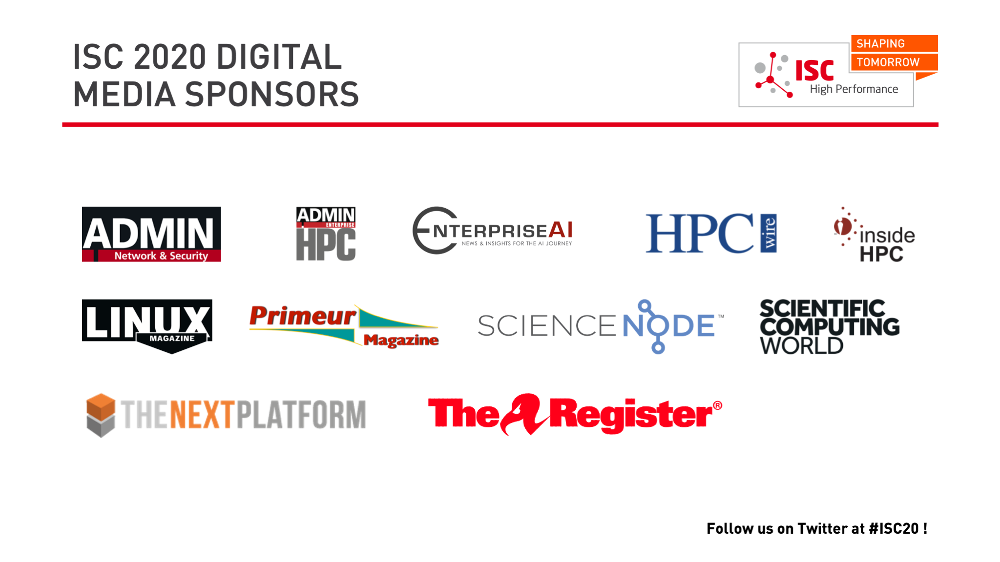 ISC 2020 DIGITAL
MEDIA SPONSORS
SHAPING
TOMORROW
ISC
High Performance
ADMIN
Network & Security
ADMIN
ENTERPRISE
HPC
ENTERPRISEAI
NEWS & INSIGHTS FOR THE AI JOURNEY
HPC wire
inside
HPC
LINUX
MAGAZINE
Primeur
Magazine
SCIENCE NODE™
SCIENTIFIC
COMPUTING
WORLD
THENEXTPLATFORM
The Register®
Follow us on Twitter at #ISC20 !